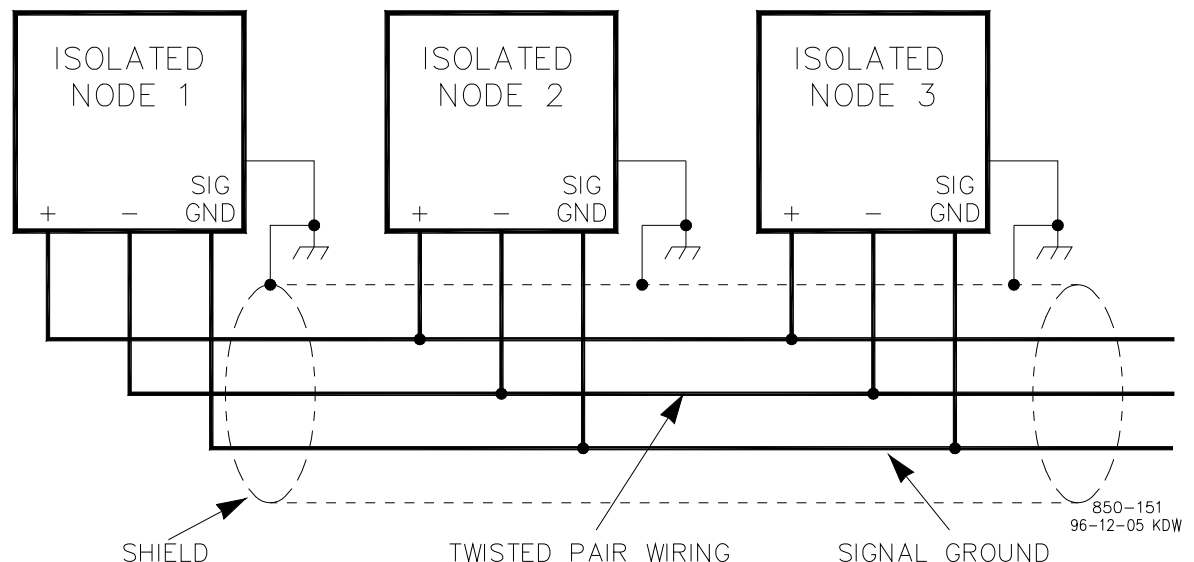 ISOLATED
NODE 1
ISOLATED
NODE 2
ISOLATED
NODE 3
SIG
GND
+
−
SIG
GND
+
−
SIG
GND
+
−
850-151
96-12-05 KDW
SHIELD
TWISTED PAIR WIRING
SIGNAL GROUND